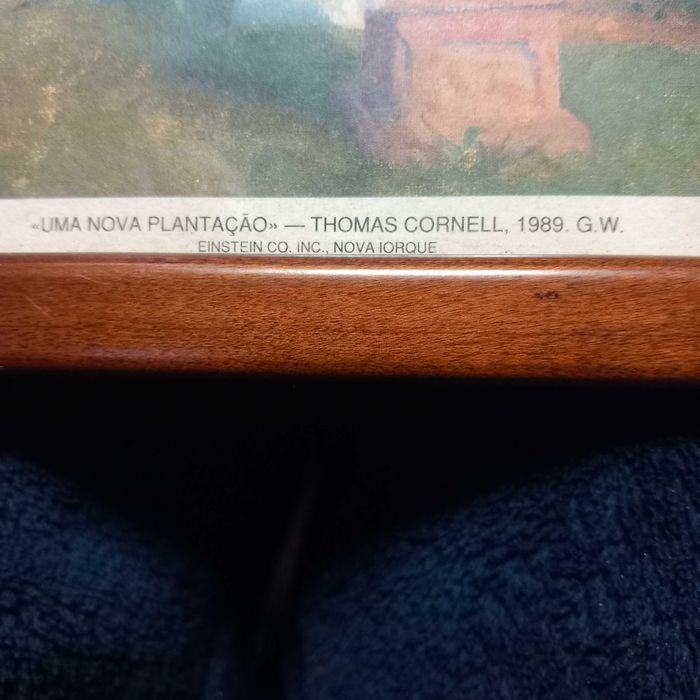 «UMA NOVA PLANTAÇÃO» — THOMAS CORNELL, 1989. G.W.
EINSTEIN CO. INC., NOVA IORQUE